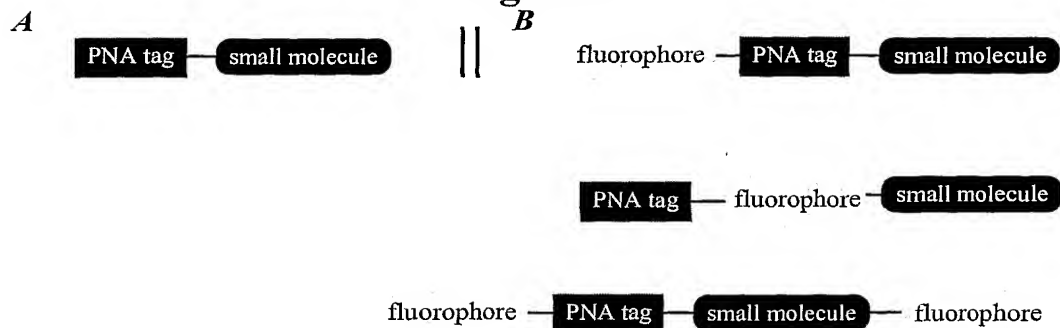 A
PNA tag small molecule
B
fluorophore PNA tag small molecule
PNA tag fluorophore small molecule
fluorophore PNA tag small molecule fluorophore